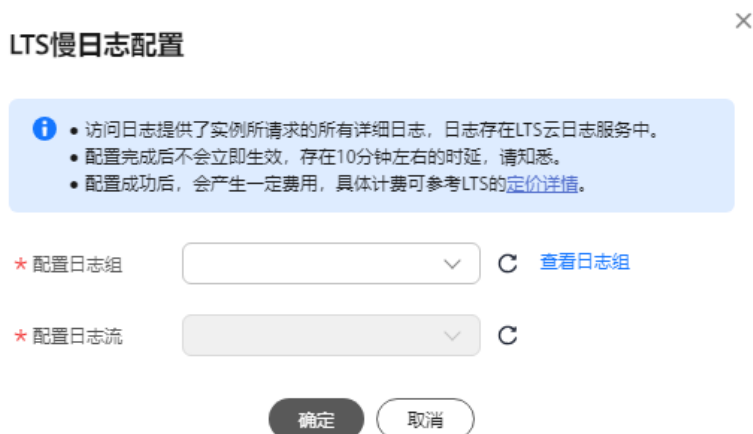 LTS慢日志配置
● 访问日志提供了实例所请求的所有详细日志，日志存在LTS云日志服务中。
● 配置完成后不会立即生效，存在10分钟左右的时延，请知悉。
● 配置成功后，会产生一定费用，具体计费可参考LTS的定价详情。
* 配置日志组 查看日志组
* 配置日志流
确定 取消